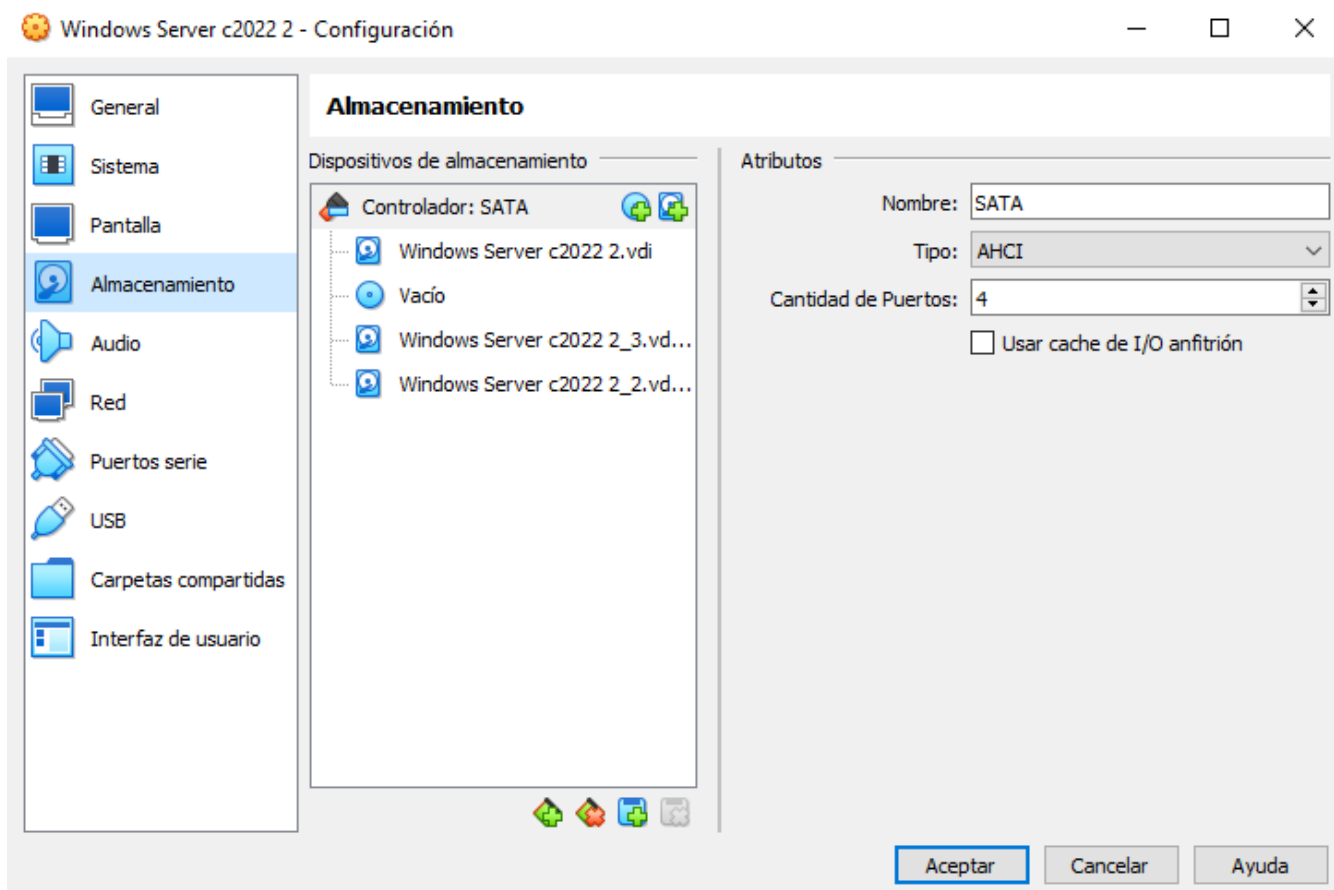 Windows Server c2022 2 - Configuración
General
Sistema
Pantalla
Almacenamiento
Audio
Red
Puertos serie
USB
Carpetas compartidas
Interfaz de usuario
Almacenamiento
Dispositivos de almacenamiento
Controlador: SATA
Windows Server c2022 2.vdi
Vacío
Windows Server c2022 2_3.vd...
Windows Server c2022 2_2.vd...
Atributos
Nombre: SATA
Tipo: AHCI
Cantidad de Puertos: 4
Usar cache de I/O anfitrión
Aceptar Cancelar Ayuda